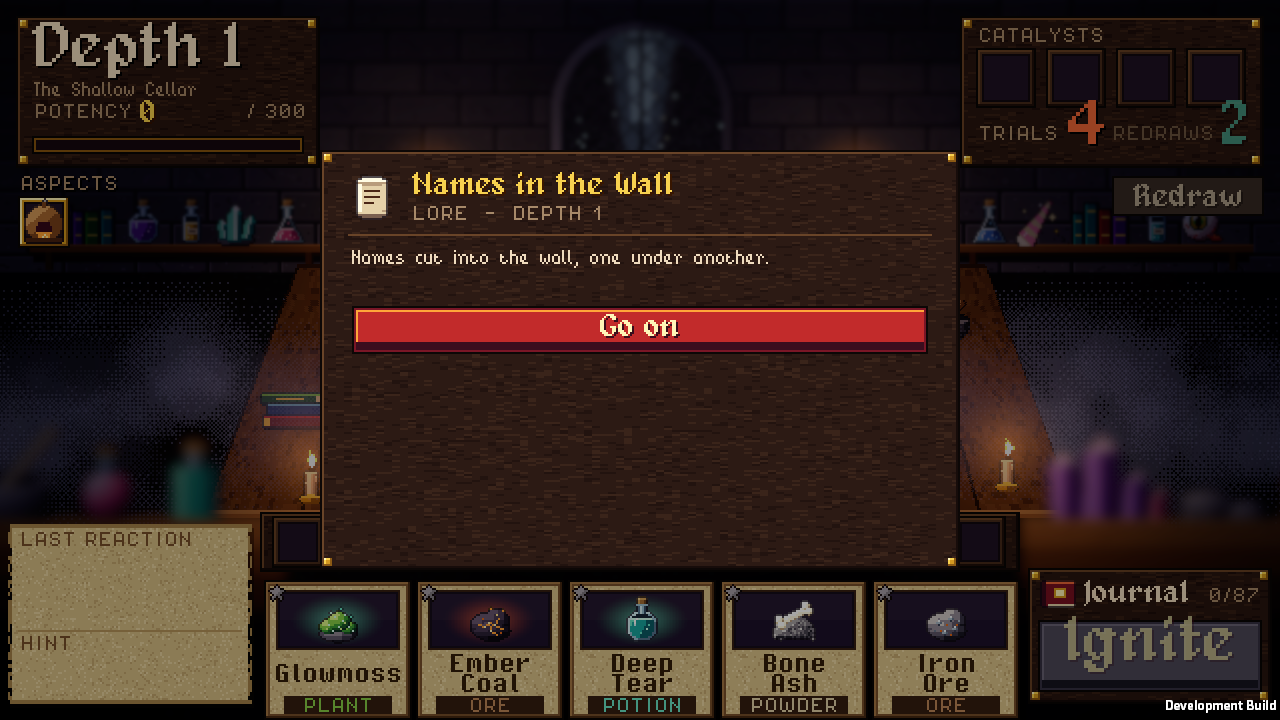 Depth 1
The Shallow Cellar
POTENCY 0 / 300
ASPECTS
CATALYSTS
TRIALS 4 REDRAWS 2
Redraw
Names in the Wall
LORE - DEPTH 1
Names cut into the wall, one under another.
Go on
LAST REACTION
HINT
Glowmoss
PLANT
Ember
Coal
ORE
Deep
Tear
POTION
Bone
Ash
POWDER
Iron
Ore
ORE
Journal 0/87
Ignite
Development Build